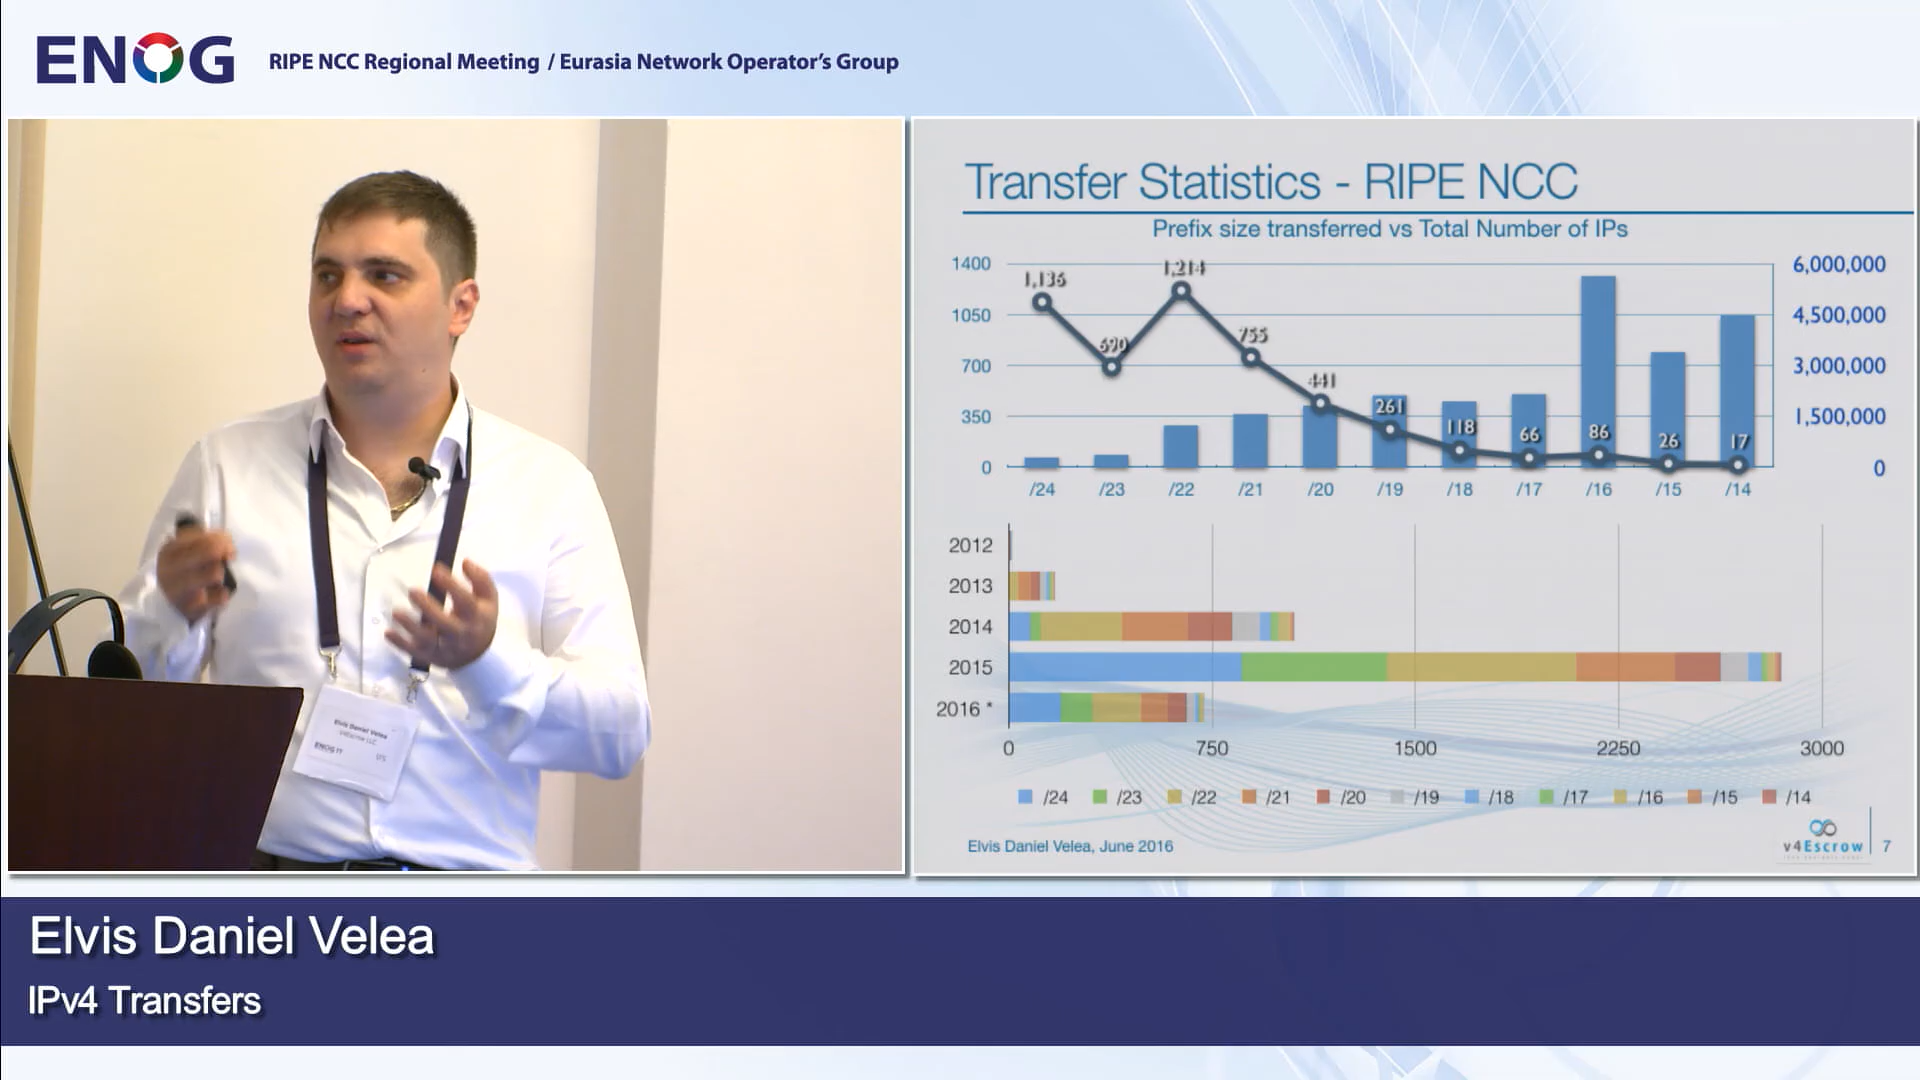 ENOG
RIPE NCC Regional Meeting / Eurasia Network Operator's Group
Transfer Statistics - RIPE NCC
Prefix size transferred vs Total Number of IPs
1400
1050
700
350
0
6,000,000
4,500,000
3,000,000
1,500,000
0
1,136
690
1,214
755
441
261
118
66
86
26
17
/24 /23 /22 /21 /20 /19 /18 /17 /16 /15 /14
2012
2013
2014
2015
2016 *
0 750 1500 2250 3000
/24 /23 /22 /21 /20 /19 /18 /17 /16 /15 /14
Elvis Daniel Velea, June 2016
v4Escrow
7
Elvis Daniel Velea
ENOG 11
Elvis Daniel Velea
IPv4 Transfers